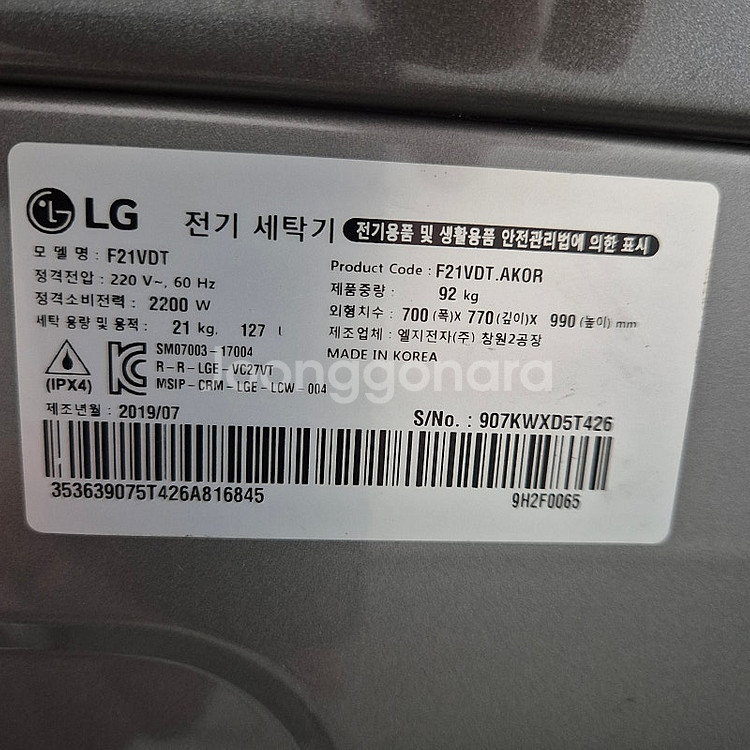 LG 전기 세탁기 전기용품 및 생활용품 안전관리법에 의한 표시
모 델 명 : F21VDT
정격전압 : 220 V~, 60 Hz
정격소비전력 : 2200 W
세탁 용량 및 용적 : 21 kg, 127 ℓ
Product Code : F21VDT.AKOR
제품중량 : 92 kg
외형치수 : 700 (폭)X 770 (깊이)X 990 (높이) mm
제조업체 : 엘지전자(주) 창원2공장
MADE IN KOREA
(IPX4)
SM07003-17004
R-R-LGE-VC27VT
MSIP-CRM-LGE-LCW-004
joonggonara
제조년월 : 2019/07
S/No. : 907KWXD5T426
353639075T426A816845
9H2F0065